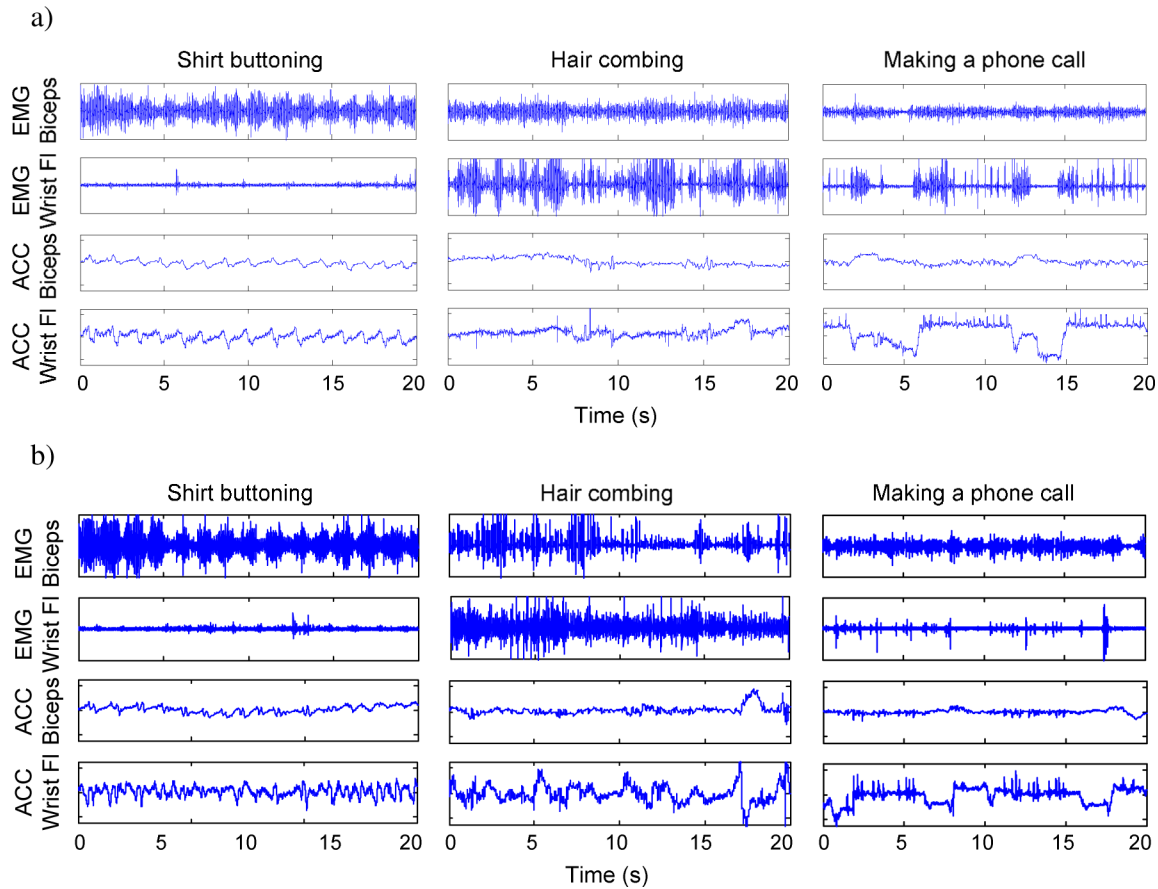 a)
Shirt buttoning
Hair combing
Making a phone call
EMG
Biceps
EMG
Wrist Fl
ACC
Biceps
ACC
Wrist Fl
0 5 10 15 20
0 5 10 15 20
0 5 10 15 20
Time (s)
b)
Shirt buttoning
Hair combing
Making a phone call
EMG
Biceps
EMG
Wrist Fl
ACC
Biceps
ACC
Wrist Fl
0 5 10 15 20
0 5 10 15 20
0 5 10 15 20
Time (s)